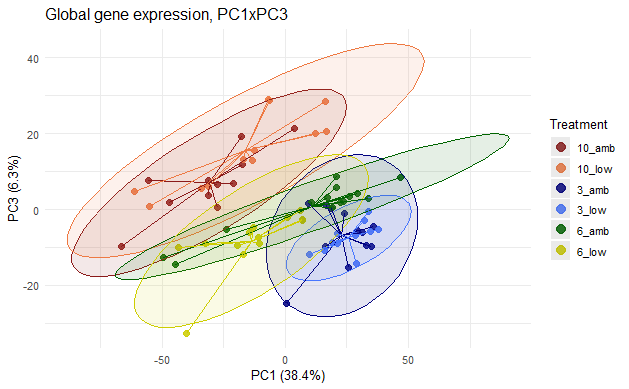 Global gene expression, PC1xPC3
40
20
0
-20
PC3 (6.3%)
-50
0
50
PC1 (38.4%)
Treatment
10_amb
10_low
3_amb
3_low
6_amb
6_low